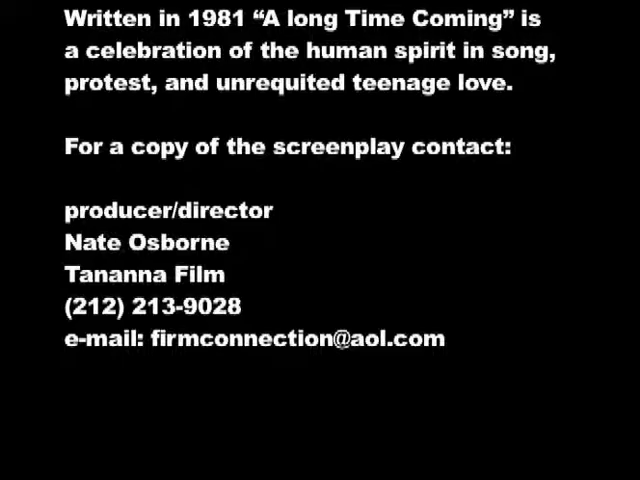 Written in 1981 “A long Time Coming” is
a celebration of the human spirit in song,
protest, and unrequited teenage love.
For a copy of the screenplay contact:
producer/director
Nate Osborne
Tananna Film
(212) 213-9028
e-mail: firmconnection@aol.com